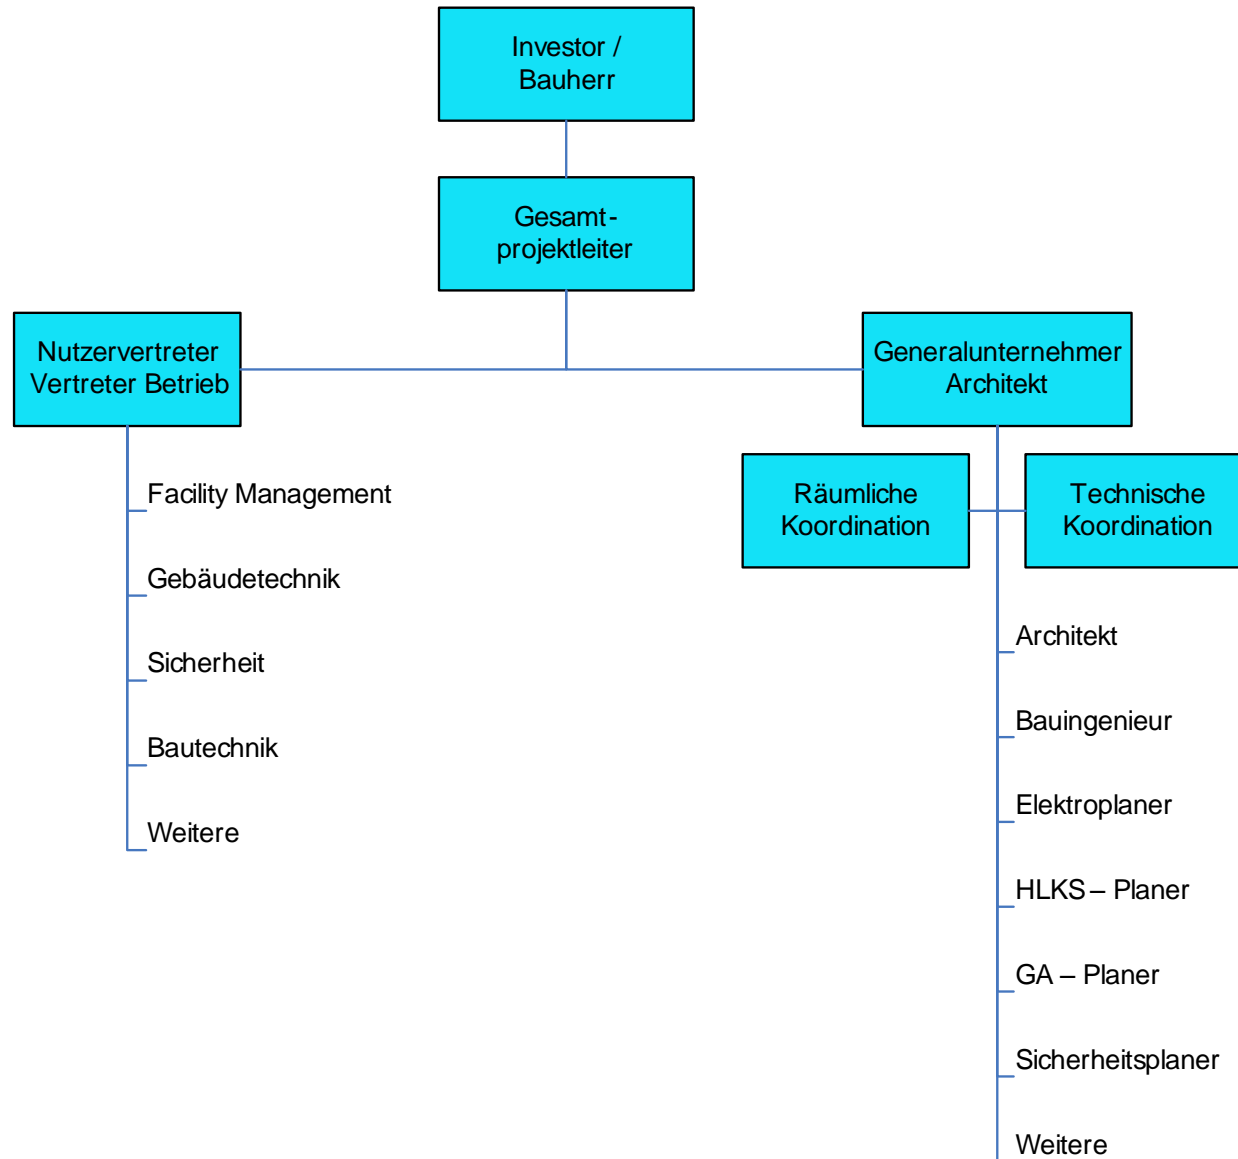 Investor /
Bauherr
Gesamt-
projektleiter
Nutzervertreter
Vertreter Betrieb
Generalunternehmer
Architekt
Räumliche
Koordination
Technische
Koordination
Facility Management
Gebäudetechnik
Sicherheit
Bautechnik
Weitere
Architekt
Bauingenieur
Elektroplaner
HLKS – Planer
GA – Planer
Sicherheitsplaner
Weitere